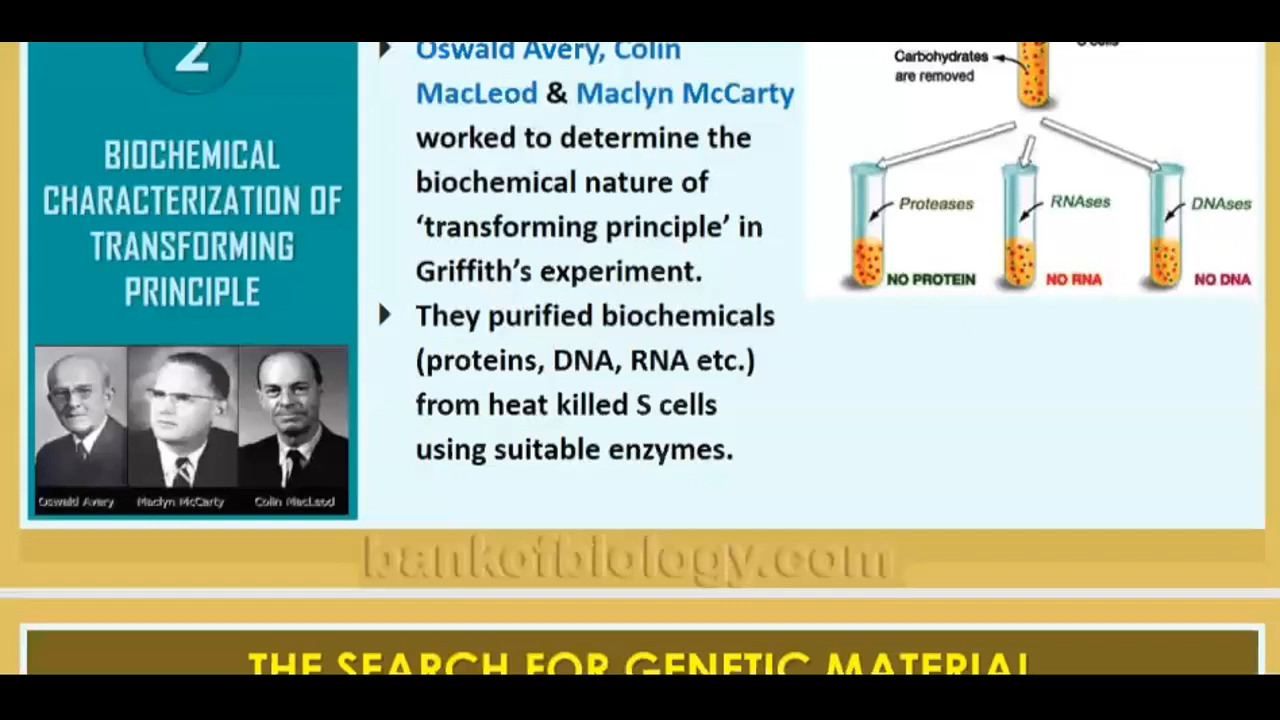 2
BIOCHEMICAL
CHARACTERIZATION OF
TRANSFORMING
PRINCIPLE
Oswald Avery
Maclyn McCarty
Colin MacLeod
Oswald Avery, Colin
MacLeod & Maclyn McCarty
worked to determine the
biochemical nature of
‘transforming principle’ in
Griffith’s experiment.
They purified biochemicals
(proteins, DNA, RNA etc.)
from heat killed S cells
using suitable enzymes.
Carbohydrates
are removed
Proteases
RNAses
DNAses
NO PROTEIN
NO RNA
NO DNA
bankofbiology.com
THE SEARCH FOR GENETIC MATERIAL